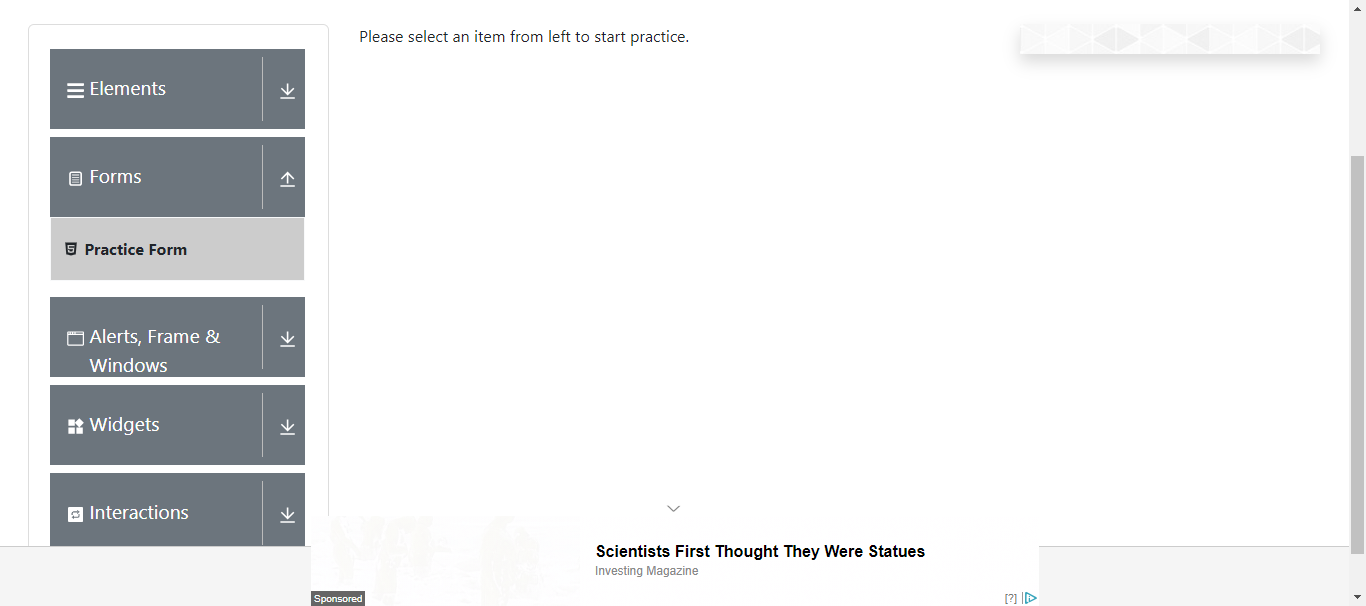 Please select an item from left to start practice.
Elements
Forms
Practice Form
Alerts, Frame &
Windows
Widgets
Interactions
Scientists First Thought They Were Statues
Investing Magazine
Sponsored
[?]